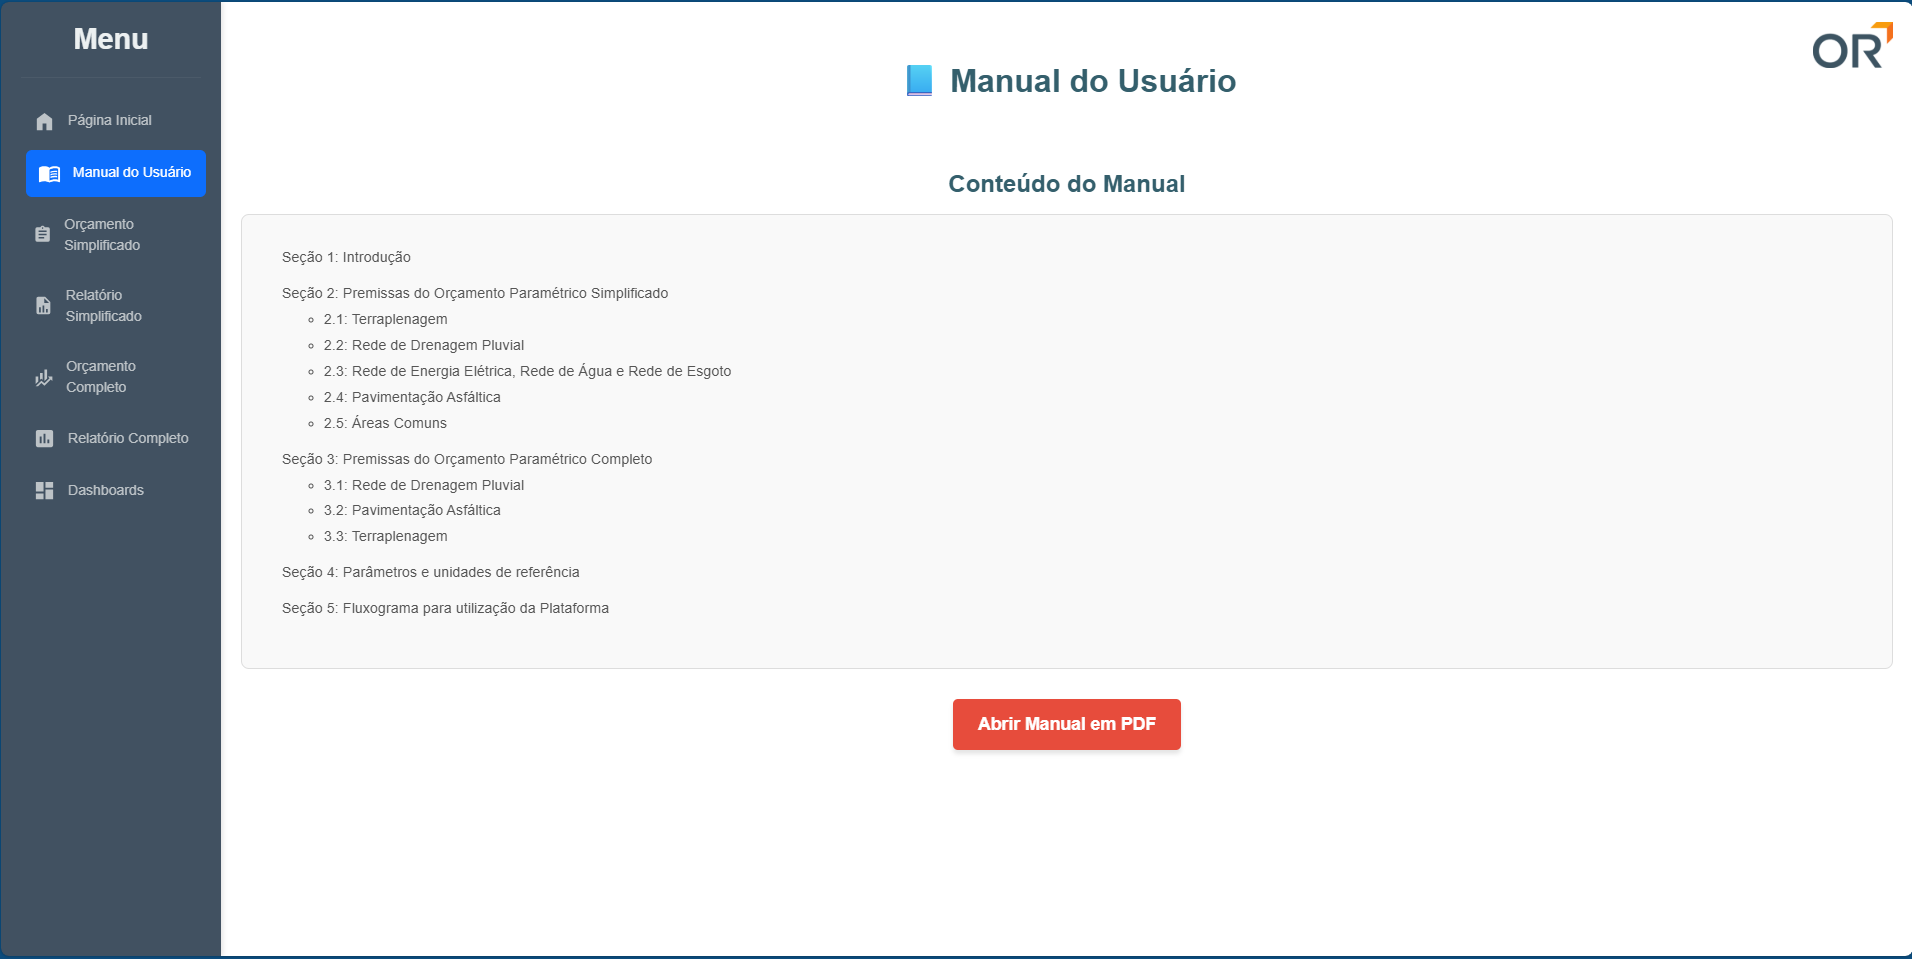 Menu
Página Inicial
Manual do Usuário
Orçamento
Simplificado
Relatório
Simplificado
Orçamento
Completo
Relatório Completo
Dashboards
OR
Manual do Usuário
Conteúdo do Manual
Seção 1: Introdução
Seção 2: Premissas do Orçamento Paramétrico Simplificado
2.1: Terraplenagem
2.2: Rede de Drenagem Pluvial
2.3: Rede de Energia Elétrica, Rede de Água e Rede de Esgoto
2.4: Pavimentação Asfáltica
2.5: Áreas Comuns
Seção 3: Premissas do Orçamento Paramétrico Completo
3.1: Rede de Drenagem Pluvial
3.2: Pavimentação Asfáltica
3.3: Terraplenagem
Seção 4: Parâmetros e unidades de referência
Seção 5: Fluxograma para utilização da Plataforma
Abrir Manual em PDF